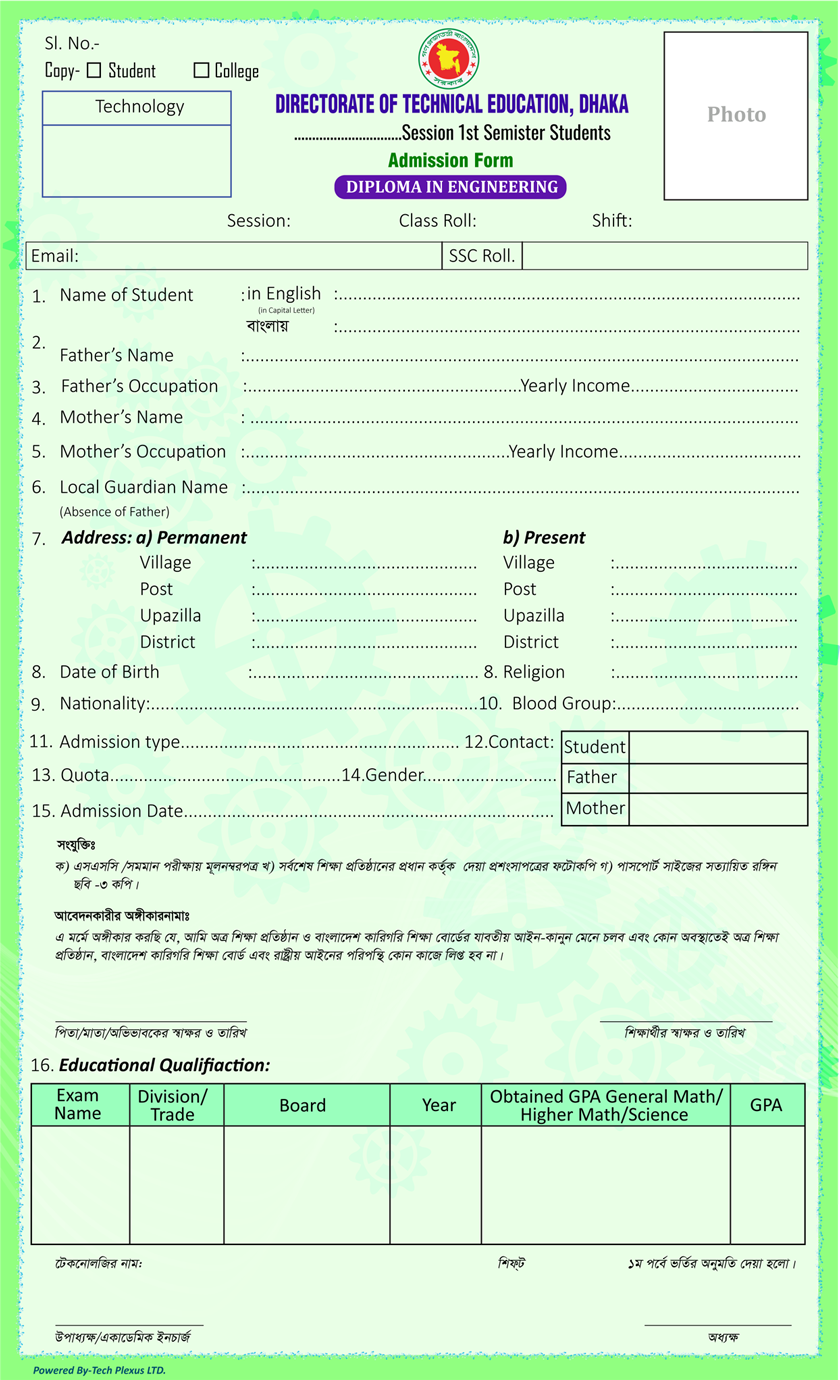 Sl. No.-
Copy- Student College
Technology
গণপ্রজাতন্ত্রী বাংলাদেশ
সরকার
DIRECTORATE OF TECHNICAL EDUCATION, DHAKA
..............................Session 1st Semister Students
Admission Form
DIPLOMA IN ENGINEERING
Photo
Session: Class Roll: Shift:
Email: SSC Roll.
1. Name of Student :in English :................................................................................
(in Capital Letter)
বাংলায় :................................................................................
2.
Father's Name :................................................................................
3. Father's Occupation :..................................................Yearly Income..............................
4. Mother's Name : ................................................................................
5. Mother's Occupation :..................................................Yearly Income..............................
6. Local Guardian Name :................................................................................
(Absence of Father)
7. Address: a) Permanent b) Present
Village :........................................ Village :..............................
Post :........................................ Post :..............................
Upazilla :........................................ Upazilla :..............................
District :........................................ District :..............................
8. Date of Birth :........................................ 8. Religion :..............................
9. Nationality:............................................................10. Blood Group:..............................
11. Admission type.................................................. 12.Contact: Student
13. Quota........................................14.Gender......................... Father
15. Admission Date.................................................................. Mother
সংযুক্তিঃ
ক) এসএসসি /সমমান পরীক্ষায় মূলনম্বরপত্র খ) সর্বশেষ শিক্ষা প্রতিষ্ঠানের প্রধান কর্তৃক দেয়া প্রশংসাপত্রের ফটোকপি গ) পাসপোর্ট সাইজের সত্যায়িত রঙ্গিন
ছবি -৩ কপি।
আবেদনকারীর অঙ্গীকারনামাঃ
এ মর্মে অঙ্গীকার করছি যে, আমি অত্র শিক্ষা প্রতিষ্ঠান ও বাংলাদেশ কারিগরি শিক্ষা বোর্ডের যাবতীয় আইন-কানুন মেনে চলব এবং কোন অবস্থাতেই অত্র শিক্ষা
প্রতিষ্ঠান, বাংলাদেশ কারিগরি শিক্ষা বোর্ড এবং রাষ্ট্রীয় আইনের পরিপন্থি কোন কাজে লিপ্ত হব না।
পিতা/মাতা/অভিভাবকের স্বাক্ষর ও তারিখ শিক্ষার্থীর স্বাক্ষর ও তারিখ
16. Educational Qualifiaction:
Exam Name Division/ Trade Board Year Obtained GPA General Math/ Higher Math/Science GPA
টেকনোলজির নাম: শিফ্ট ১ম পর্বে ভর্তির অনুমতি দেয়া হলো।
উপাধ্যক্ষ/একাডেমিক ইনচার্জ অধ্যক্ষ
Powered By-Tech Plexus LTD.